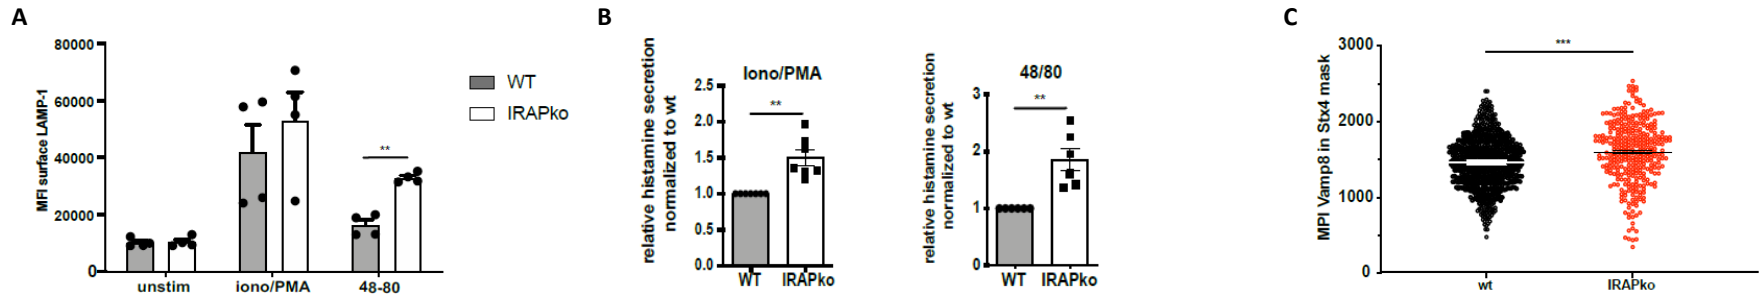 A
MFI surface LAMP-1
80000
60000
40000
20000
0
**
unstim
iono/PMA
48-80
WT
IRAPko
B
relative histamine secretion
normalized to wt
Iono/PMA
2.5
2.0
1.5
1.0
0.5
0.0
**
WT
IRAPko
relative histamine secretion
normalized to wt
48/80
3
2
1
0
**
WT
IRAPko
C
MPI Vamp8 in Stx4 mask
3000
2000
1000
0
***
wt
IRAPko